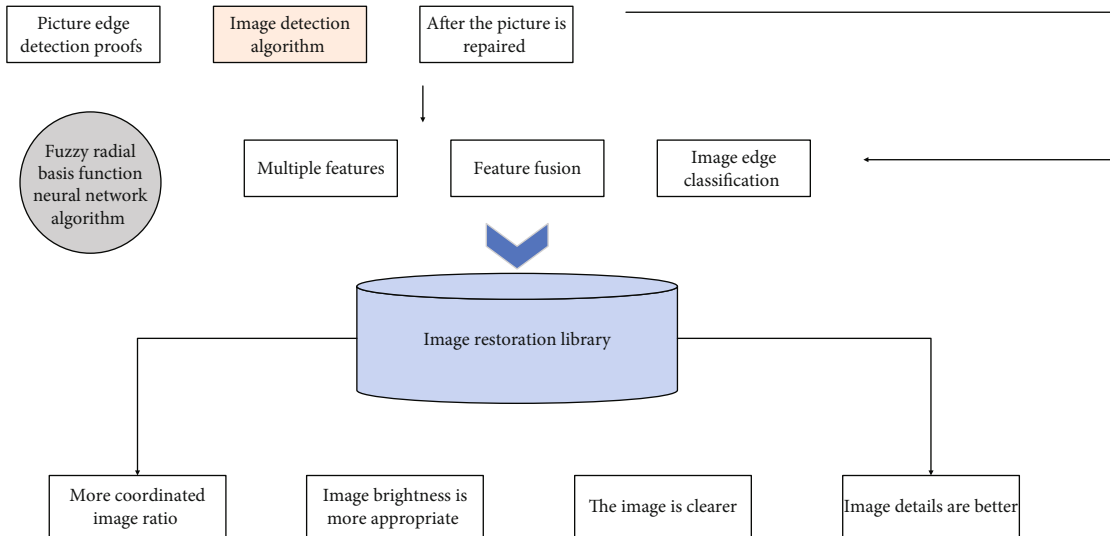 Picture edge
detection proofs
Image detection
algorithm
After the picture is
repaired
Fuzzy radial
basis function
neural network
algorithm
Multiple features
Feature fusion
Image edge
classification
Image restoration library
More coordinated
image ratio
Image brightness is
more appropriate
The image is clearer
Image details are better